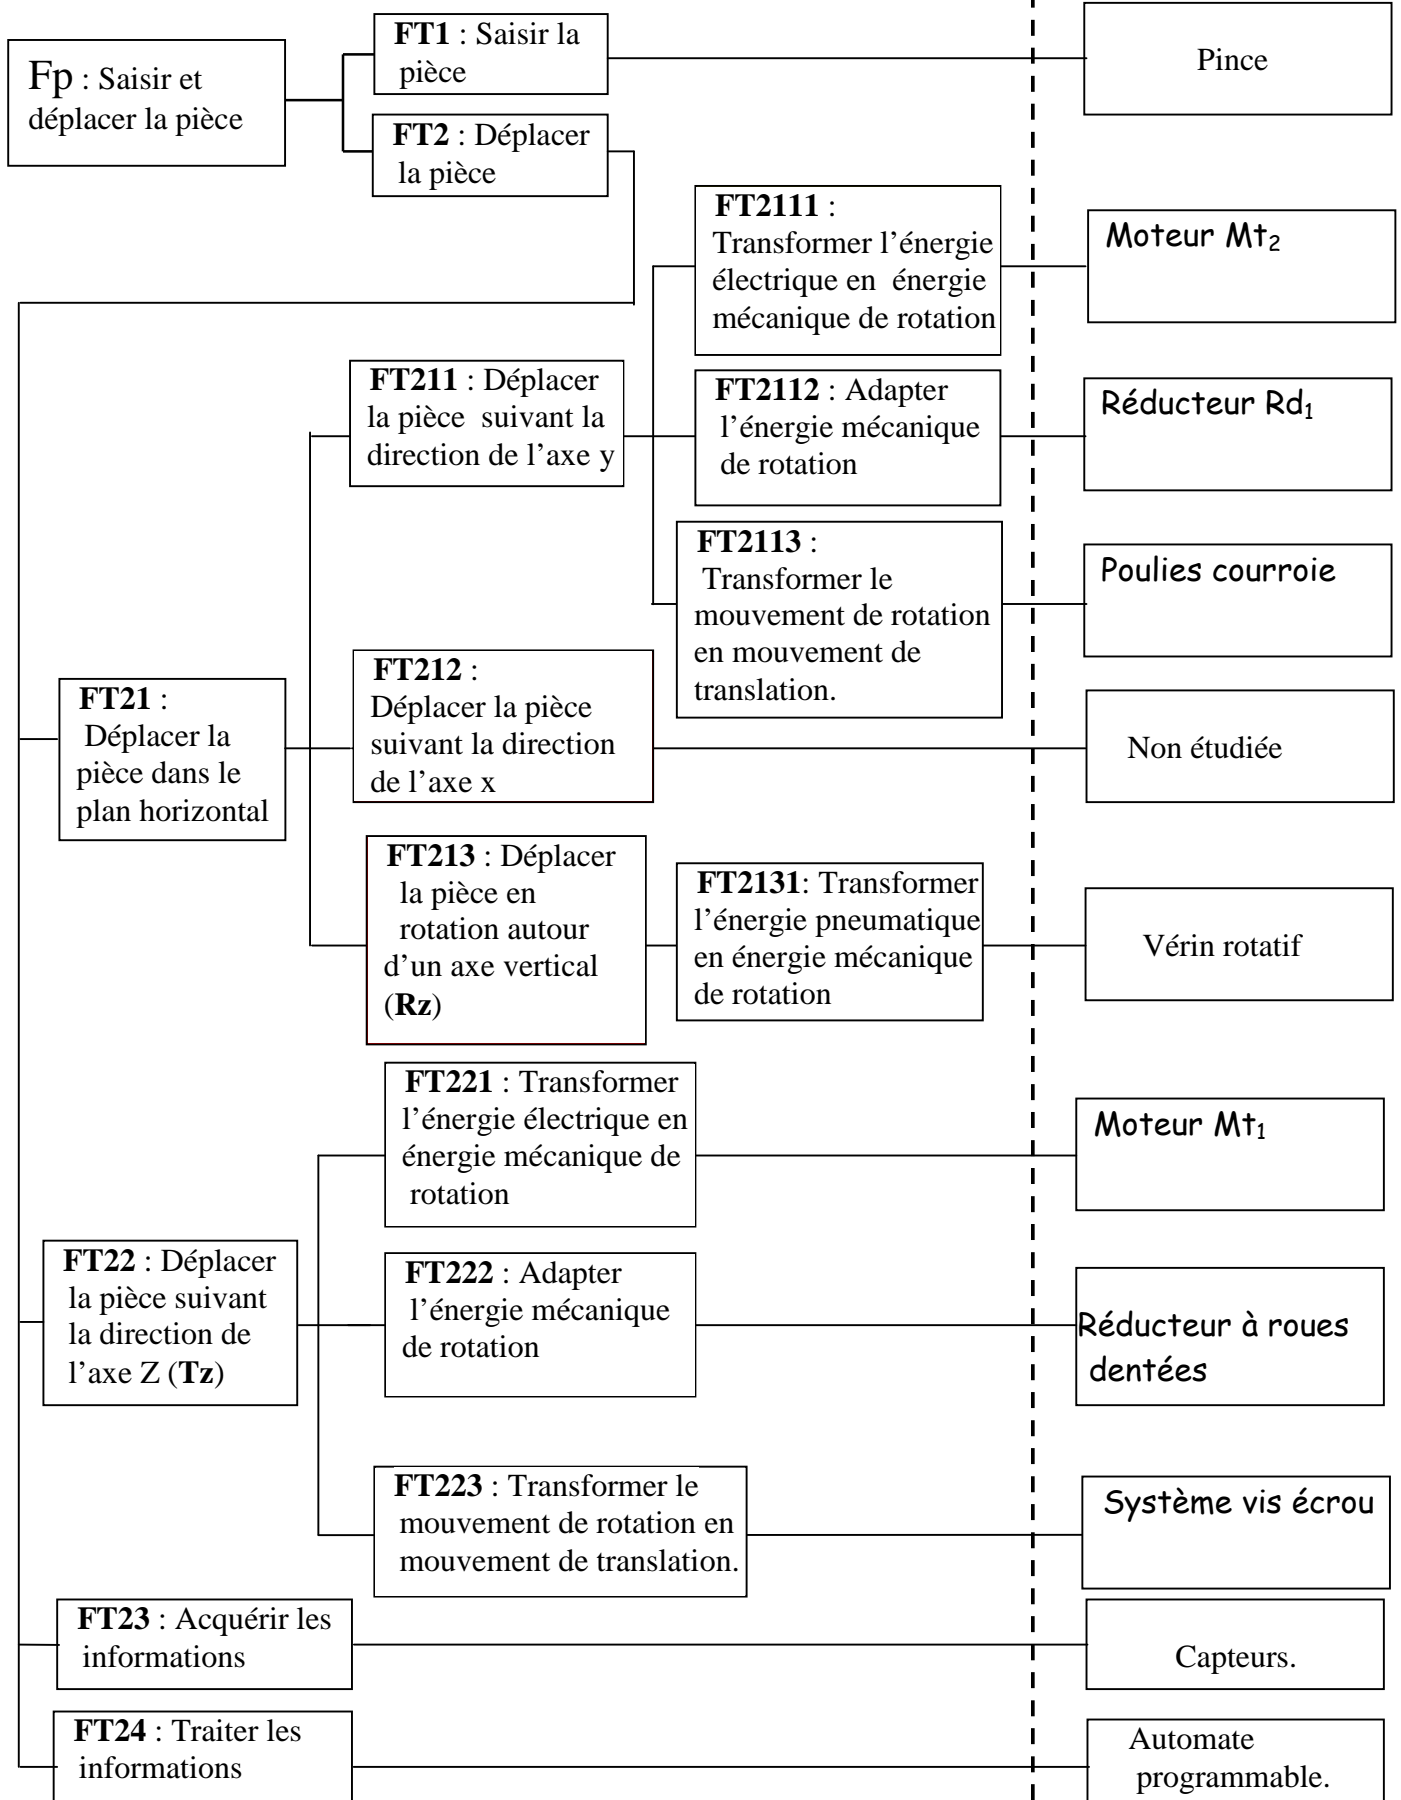 FT1 : Saisir la
pièce
Pince
Fp : Saisir et
déplacer la pièce
FT2 : Déplacer
la pièce
FT2111 :
Transformer l’énergie
électrique en énergie
mécanique de rotation
Moteur Mt₂
FT211 : Déplacer
la pièce suivant la
direction de l’axe y
FT2112 : Adapter
l’énergie mécanique
de rotation
Réducteur Rd₁
FT2113 :
Transformer le
mouvement de rotation
en mouvement de
translation.
Poulies courroie
FT21 :
Déplacer la
pièce dans le
plan horizontal
FT212 :
Déplacer la pièce
suivant la direction
de l’axe x
Non étudiée
FT213 : Déplacer
la pièce en
rotation autour
d’un axe vertical
(Rz)
FT2131: Transformer
l’énergie pneumatique
en énergie mécanique
de rotation
Vérin rotatif
FT221 : Transformer
l’énergie électrique en
énergie mécanique de
rotation
Moteur Mt₁
FT22 : Déplacer
la pièce suivant
la direction de
l’axe Z (Tz)
FT222 : Adapter
l’énergie mécanique
de rotation
Réducteur à roues
dentées
FT223 : Transformer le
mouvement de rotation en
mouvement de translation.
Système vis écrou
FT23 : Acquérir les
informations
Capteurs.
FT24 : Traiter les
informations
Automate
programmable.